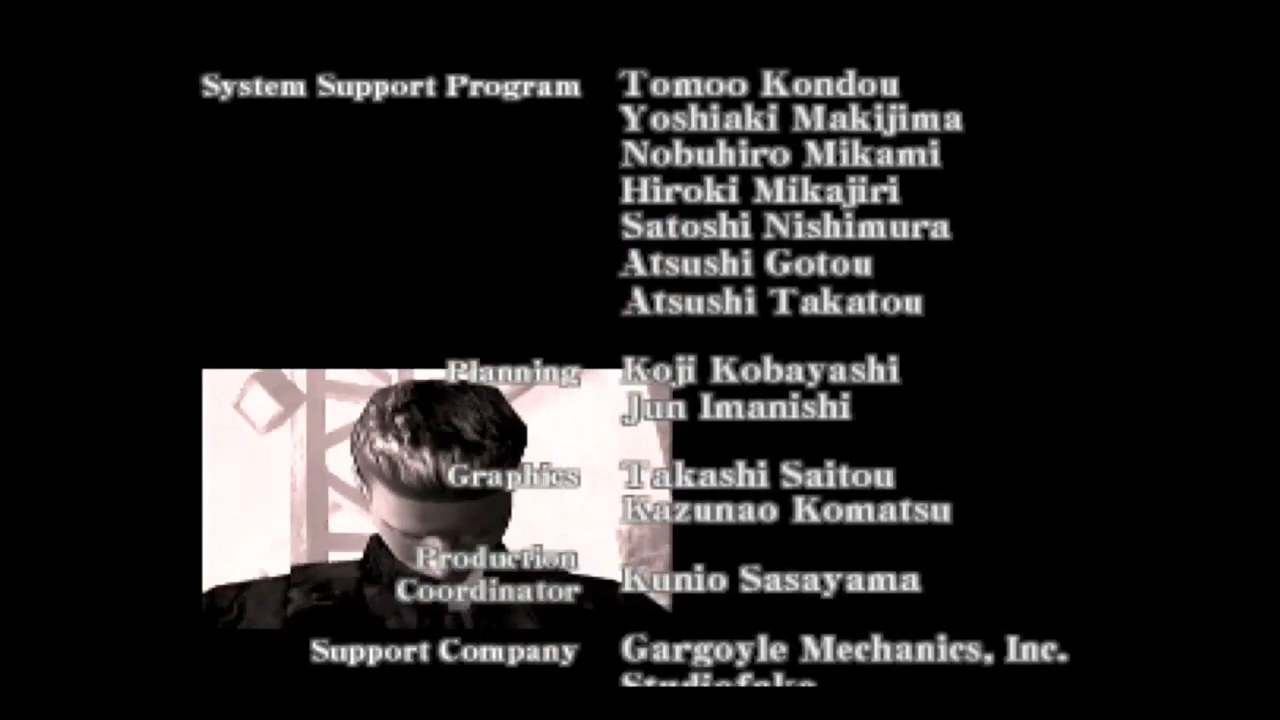 System Support Program Tomoo Kondou
Yoshiaki Makijima
Nobuhiro Mikami
Hiroki Mikajiri
Satoshi Nishimura
Atsushi Gotou
Atsushi Takatou
Planning Koji Kobayashi
Jun Imanishi
Graphics Takashi Saitou
Kazunao Komatsu
Production
Coordinator Kunio Sasayama
Support Company Gargoyle Mechanics, Inc.